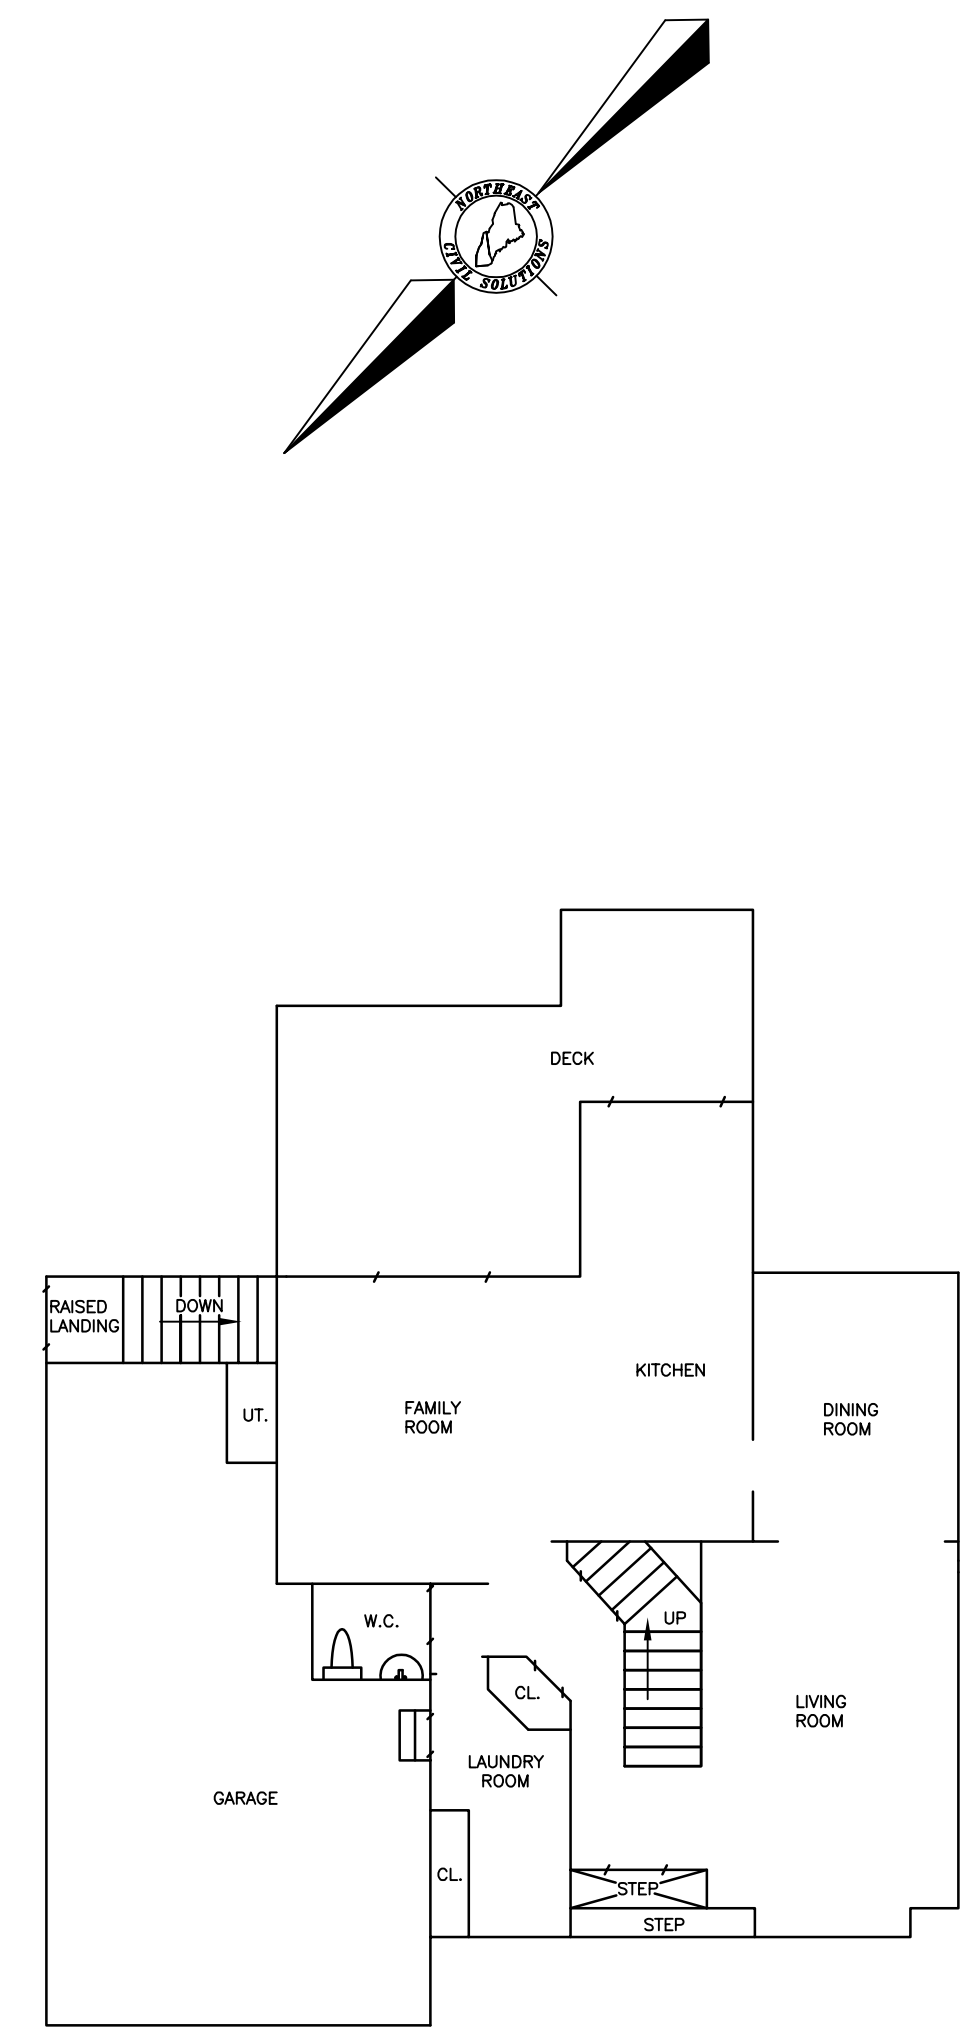 NORTHEAST
CIVIL SOLUTIONS
DECK
RAISED
LANDING
DOWN
UT.
FAMILY
ROOM
KITCHEN
DINING
ROOM
W.C.
UP
CL.
LIVING
ROOM
LAUNDRY
ROOM
GARAGE
CL.
STEP
STEP